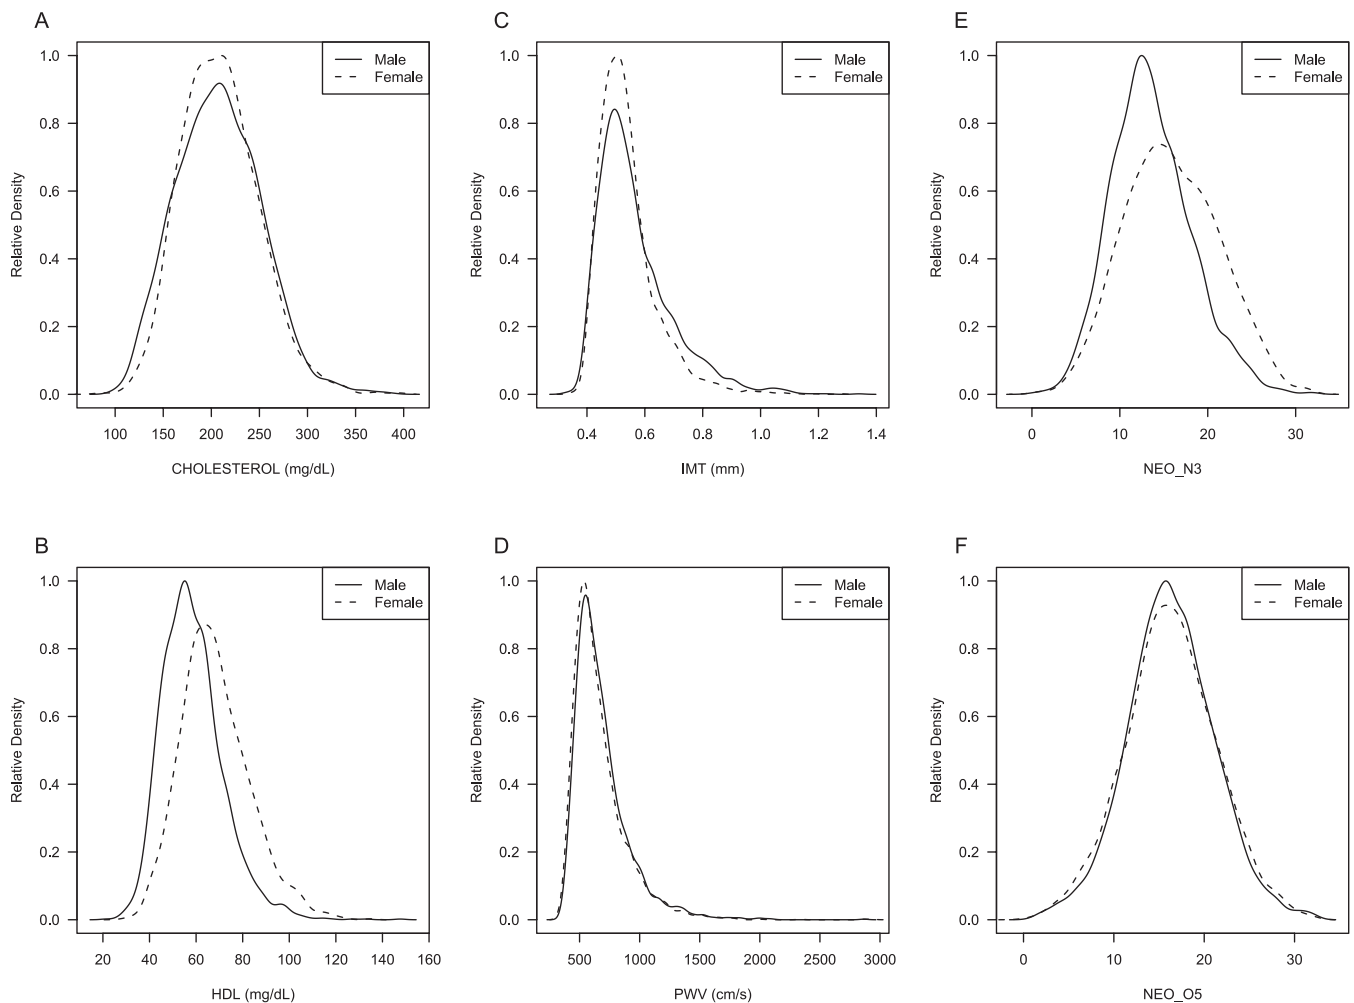 A
Male
Female
1.0
0.8
0.6
0.4
0.2
0.0
Relative Density
100 150 200 250 300 350 400
CHOLESTEROL (mg/dL)
C
Male
Female
1.0
0.8
0.6
0.4
0.2
0.0
Relative Density
0.4 0.6 0.8 1.0 1.2 1.4
IMT (mm)
E
Male
Female
1.0
0.8
0.6
0.4
0.2
0.0
Relative Density
0 10 20 30
NEO_N3
B
Male
Female
1.0
0.8
0.6
0.4
0.2
0.0
Relative Density
20 40 60 80 100 120 140 160
HDL (mg/dL)
D
Male
Female
1.0
0.8
0.6
0.4
0.2
0.0
Relative Density
500 1000 1500 2000 2500 3000
PWV (cm/s)
F
Male
Female
1.0
0.8
0.6
0.4
0.2
0.0
Relative Density
0 10 20 30
NEO_O5